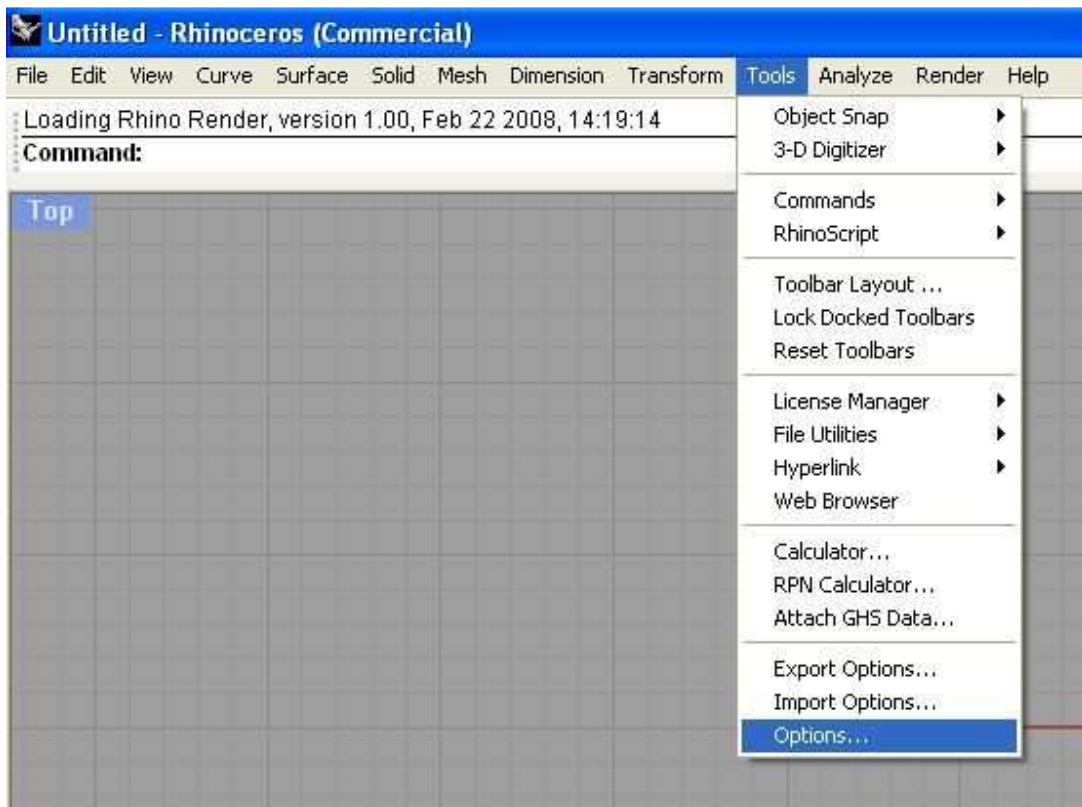 Untitled - Rhinoceros (Commercial)
File Edit View Curve Surface Solid Mesh Dimension Transform Tools Analyze Render Help
Loading Rhino Render, version 1.00, Feb 22 2008, 14:19:14
Command:
Top
Object Snap
3-D Digitizer
Commands
RhinoScript
Toolbar Layout ...
Lock Docked Toolbars
Reset Toolbars
License Manager
File Utilities
Hyperlink
Web Browser
Calculator...
RPN Calculator...
Attach GHS Data...
Export Options...
Import Options...
Options...